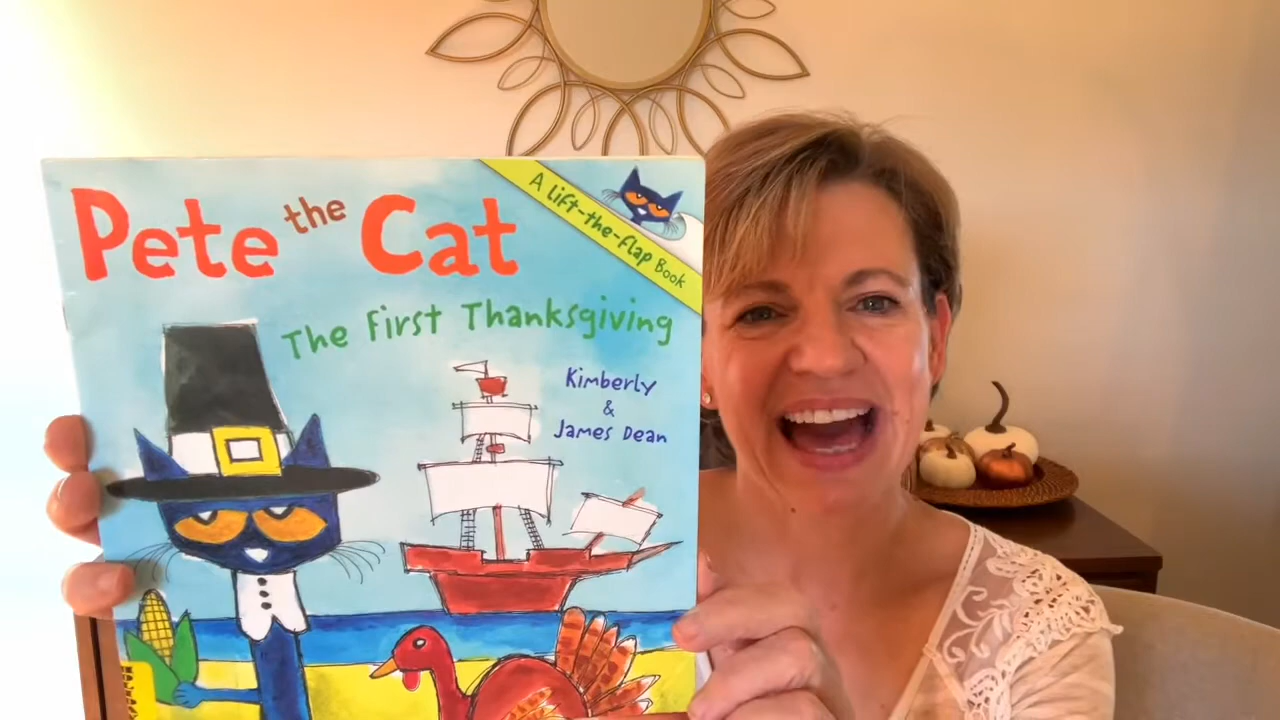 Pete the Cat
A Lift-the-Flap Book
The First Thanksgiving
Kimberly
&
James Dean